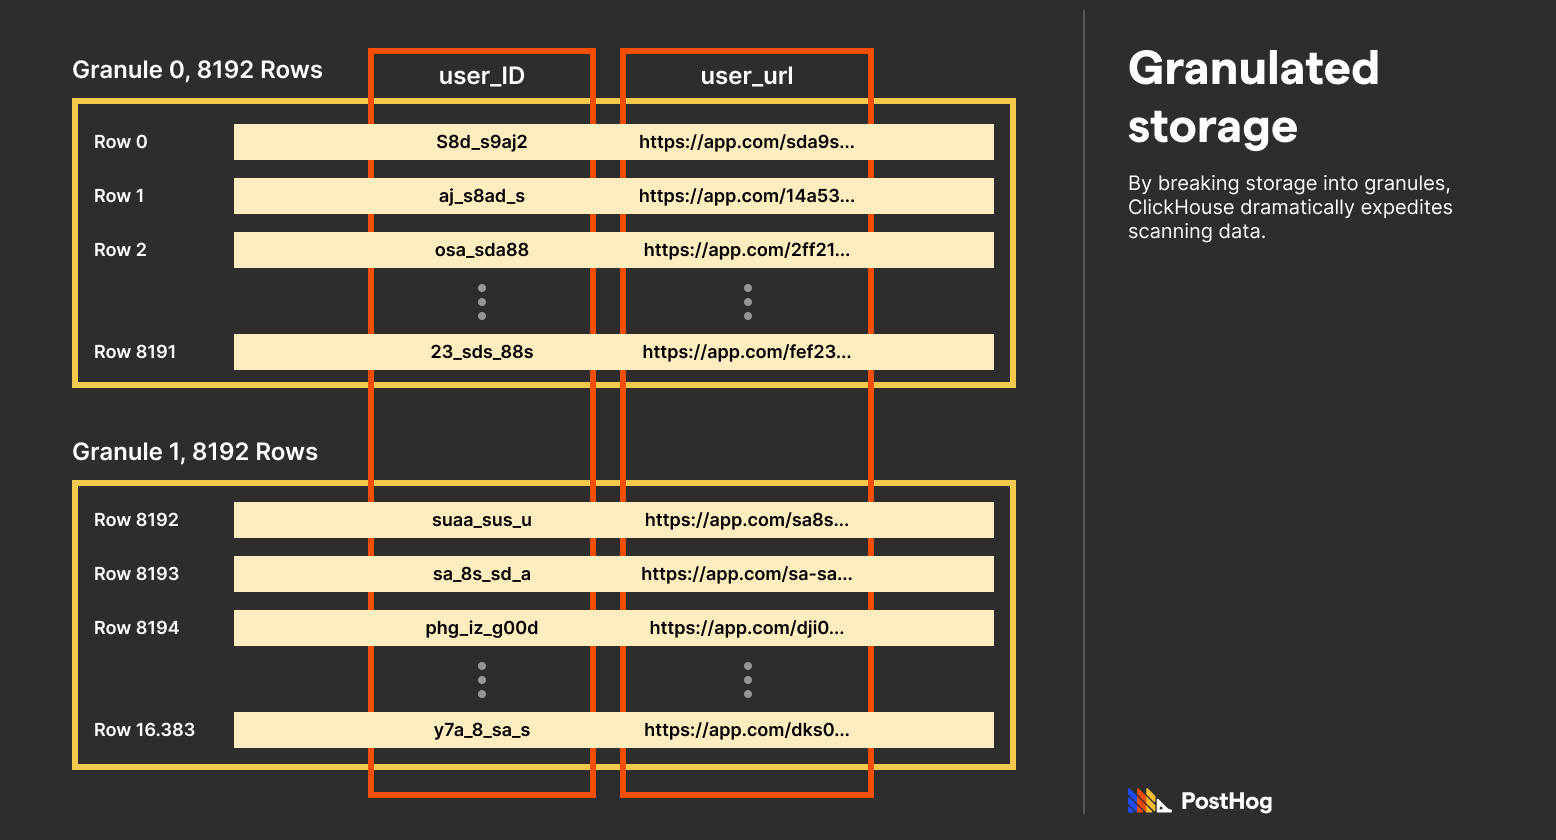 Granule 0, 8192 Rows
user_ID
user_url
Row 0
S8d_s9aj2
https://app.com/sda9s...
Row 1
aj_s8ad_s
https://app.com/14a53...
Row 2
osa_sda88
https://app.com/2ff21...
Row 8191
23_sds_88s
https://app.com/fef23...
Granule 1, 8192 Rows
Row 8192
suaa_sus_u
https://app.com/sa8s...
Row 8193
sa_8s_sd_a
https://app.com/sa-sa...
Row 8194
phg_iz_g00d
https://app.com/dji0...
Row 16.383
y7a_8_sa_s
https://app.com/dks0...
Granulated
storage
By breaking storage into granules,
ClickHouse dramatically expedites
scanning data.
PostHog